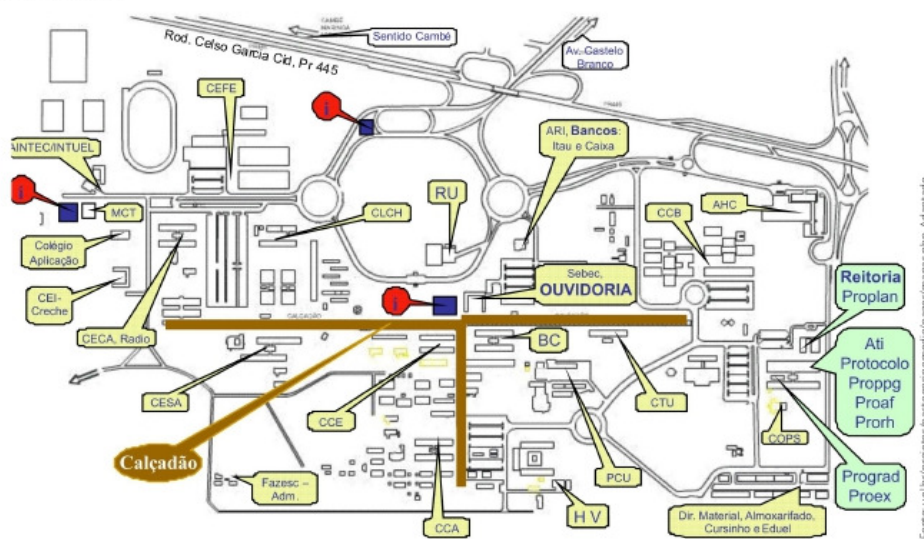 Sentido Cambé
Rod. Celso Garcia Cid, Pr 445
Av. Castelo
Branco
CEFE
i
ARI, Bancos:
Itau e Caixa
AINTEC/INTUEL
i
MCT
CLCH
RU
CCB
AHC
Colégio
Aplicação
Sebec,
OUVIDORIA
Reitoria
Proplan
CEI-
Creche
i
CALÇADÃO
CECA, Radio
BC
Ati
Protocolo
Proppg
Proaf
Prorh
CESA
CCE
CTU
COPS
Calçadão
Fazesc –
Adm.
PCU
Prograd
Proex
CCA
H V
Dir. Material, Almoxarifado,
Cursinho e Eduel